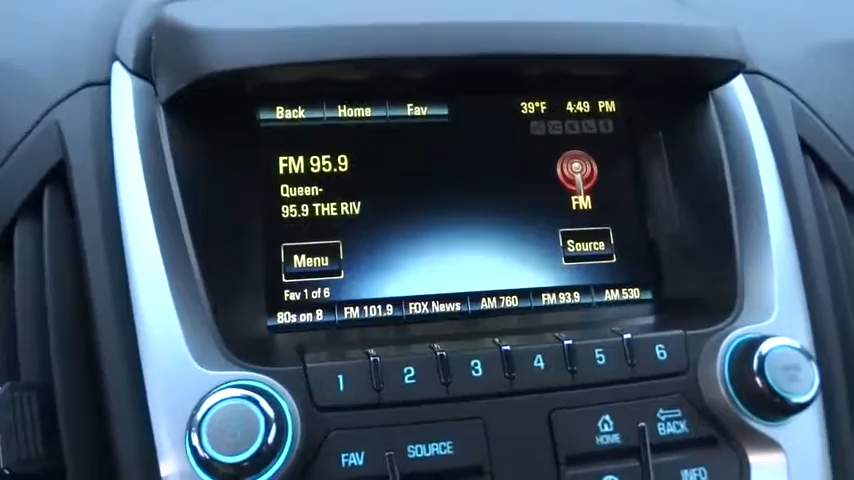 Back Home Fav 39°F 4:49 PM
FM 95.9
Queen-
95.9 THE RIV
FM
Menu
Source
Fav 1 of 6
80s on 8 FM 101.9 FOX News AM 760 FM 93.9 AM 530
1 2 3 4 5 6
FAV SOURCE HOME BACK
INFO